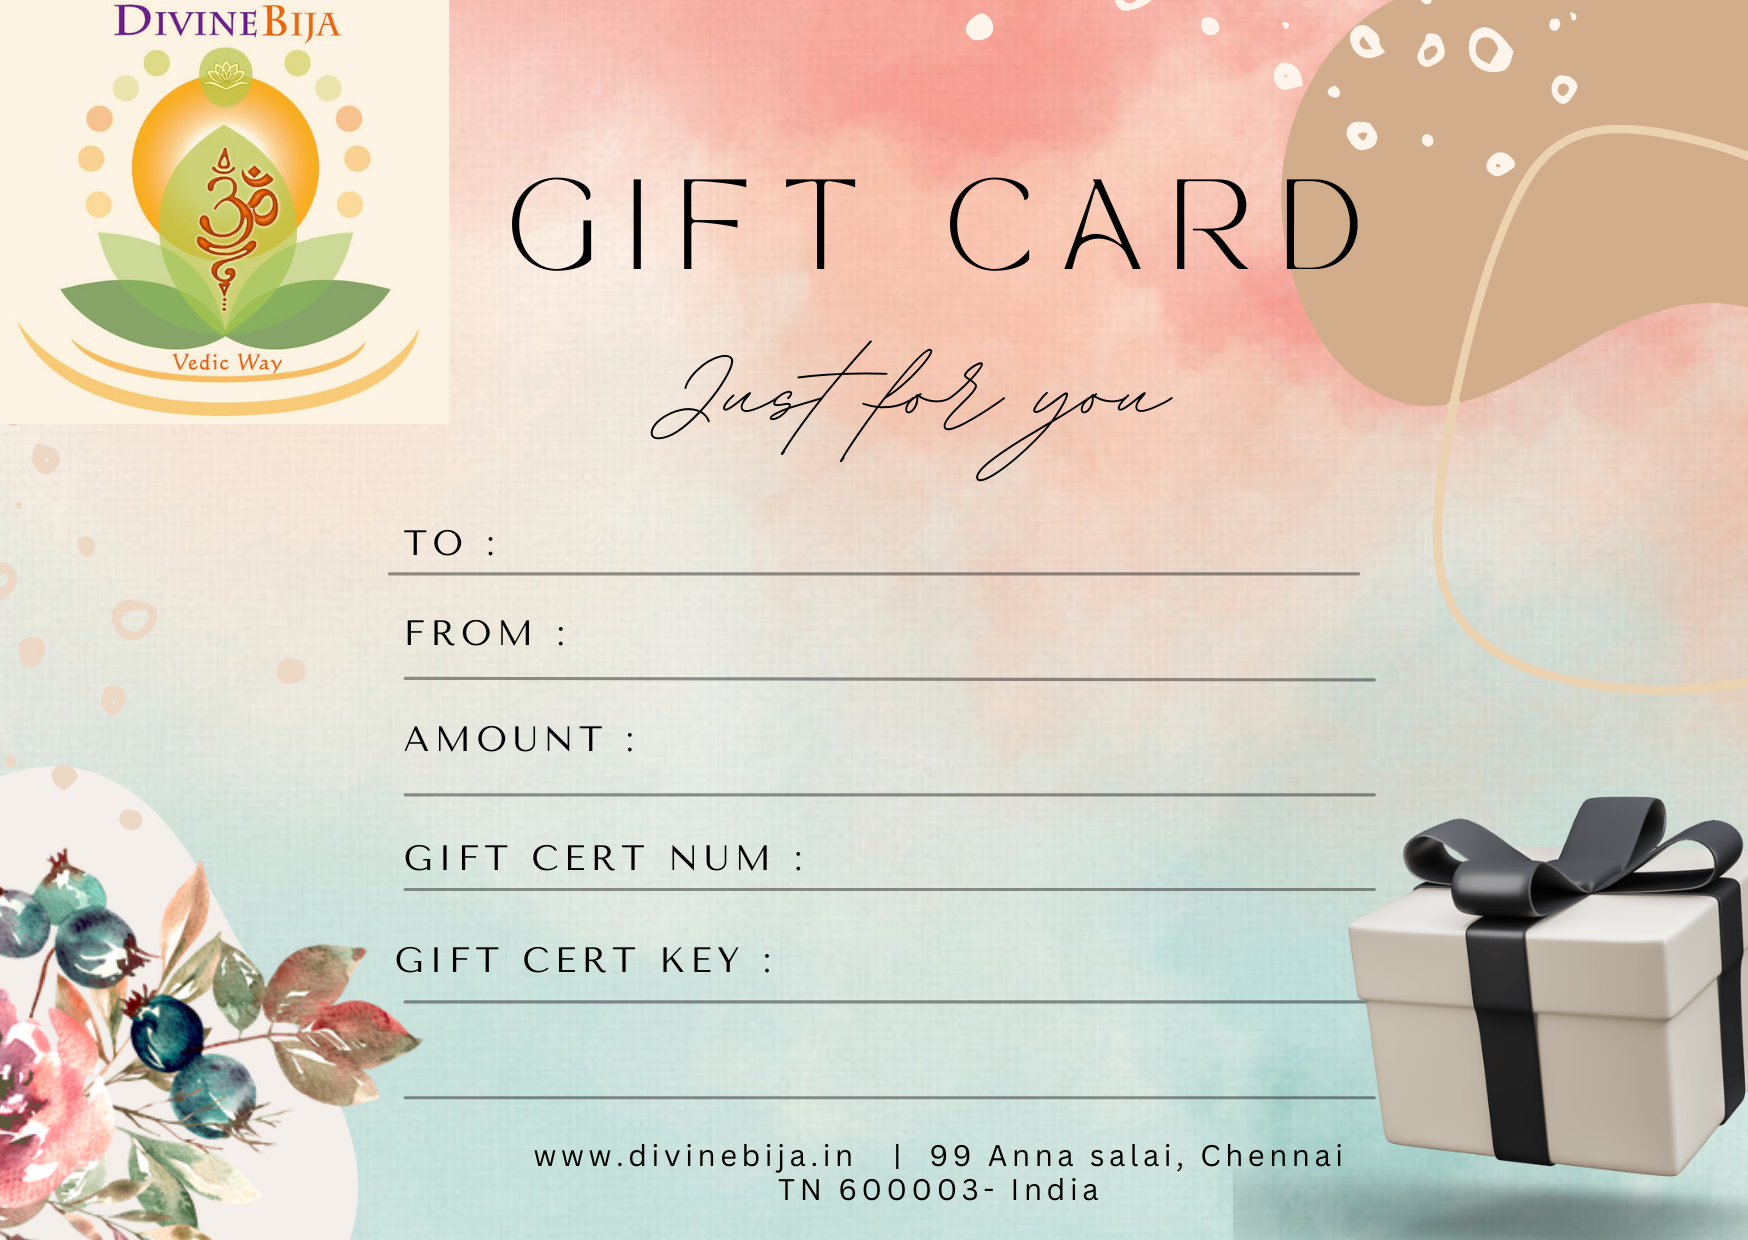 DIVINEBIJA
ॐ
Vedic Way
GIFT CARD
Just for you
TO :
FROM :
AMOUNT :
GIFT CERT NUM :
GIFT CERT KEY :
www.divinebija.in | 99 Anna salai, Chennai
TN 600003- India